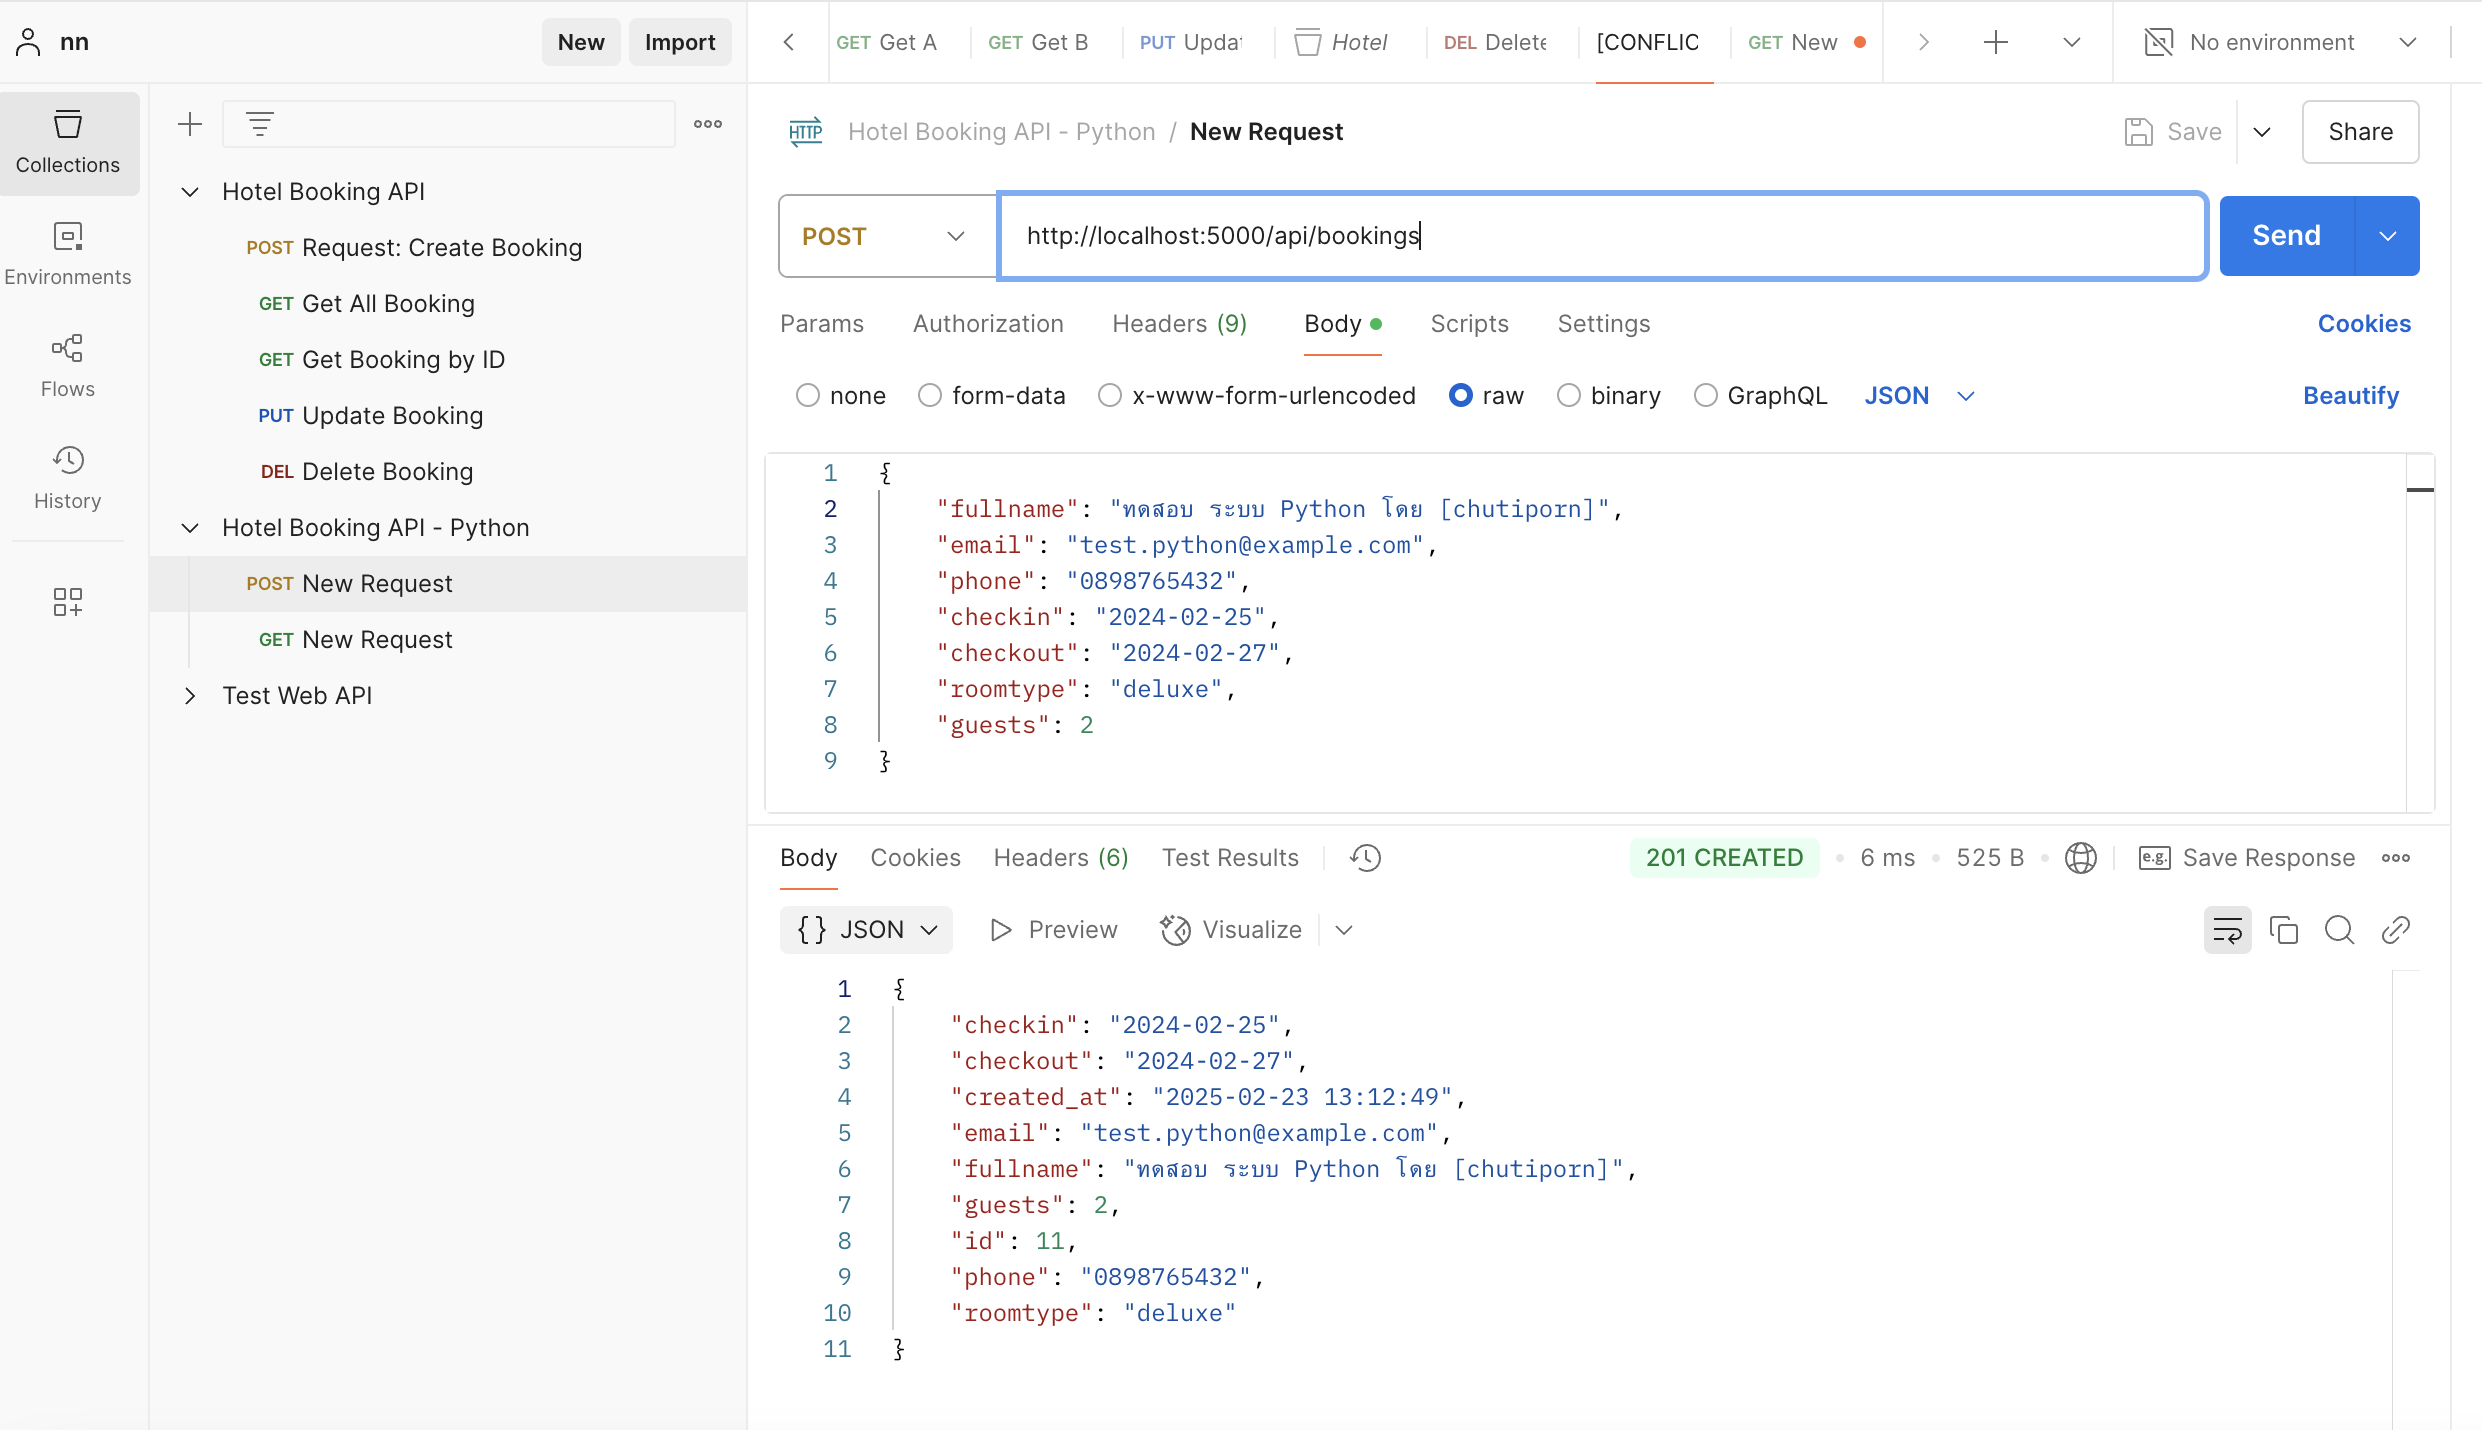 nn
New
Import
GET Get A
GET Get B
PUT Updat
Hotel
DEL Delete
[CONFLIC
GET New
No environment
Collections
Environments
Flows
History
Hotel Booking API
POST Request: Create Booking
GET Get All Booking
GET Get Booking by ID
PUT Update Booking
DEL Delete Booking
Hotel Booking API - Python
POST New Request
GET New Request
Test Web API
HTTP Hotel Booking API - Python / New Request
Save
Share
POST
http://localhost:5000/api/bookings
Send
Params Authorization Headers (9) Body Scripts Settings Cookies
none form-data x-www-form-urlencoded raw binary GraphQL JSON Beautify
1 {
2 "fullname": "ทดสอบ ระบบ Python โดย [chutiporn]",
3 "email": "test.python@example.com",
4 "phone": "0898765432",
5 "checkin": "2024-02-25",
6 "checkout": "2024-02-27",
7 "roomtype": "deluxe",
8 "guests": 2
9 }
Body Cookies Headers (6) Test Results 201 CREATED • 6 ms • 525 B • e.g. Save Response
{} JSON Preview Visualize
1 {
2 "checkin": "2024-02-25",
3 "checkout": "2024-02-27",
4 "created_at": "2025-02-23 13:12:49",
5 "email": "test.python@example.com",
6 "fullname": "ทดสอบ ระบบ Python โดย [chutiporn]",
7 "guests": 2,
8 "id": 11,
9 "phone": "0898765432",
10 "roomtype": "deluxe"
11 }